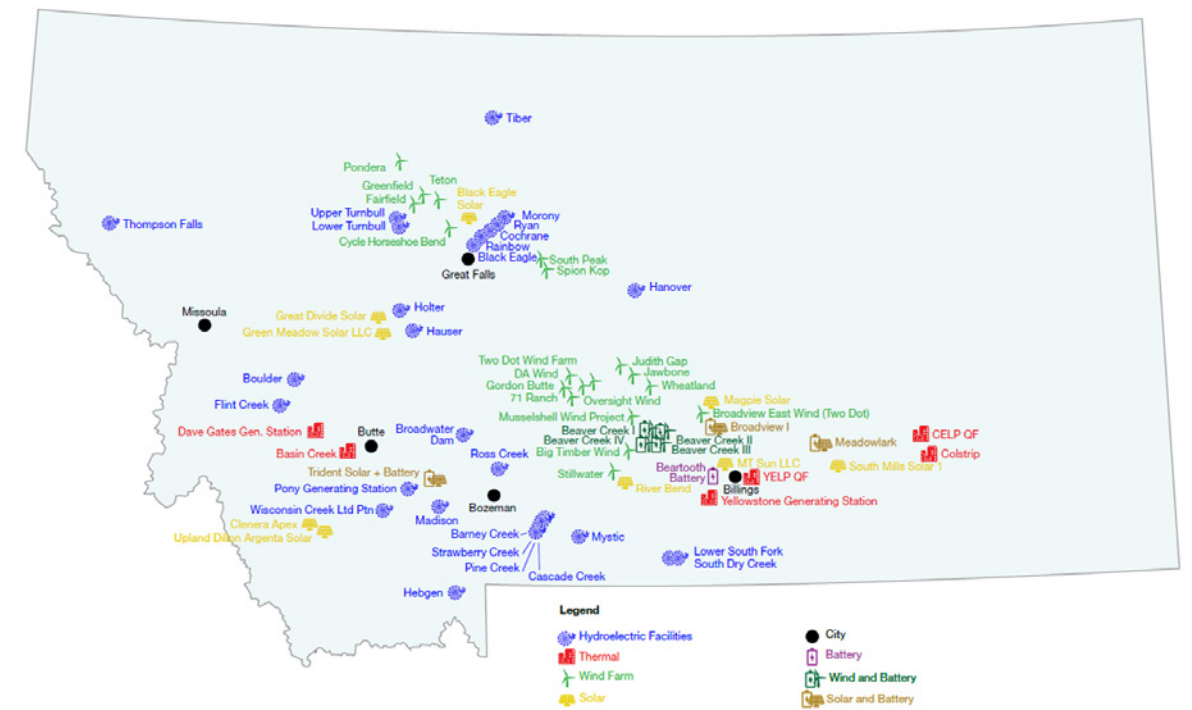 Tiber
Pondera
Teton
Greenfield
Fairfield
Black Eagle
Solar
Upper Turnbull
Lower Turnbull
Cycle Horseshoe Bend
Morony
Ryan
Cochrane
Rainbow
Black Eagle
Thompson Falls
Great Falls
South Peak
Spion Kop
Hanover
Missoula
Great Divide Solar
Holter
Green Meadow Solar LLC
Hauser
Two Dot Wind Farm
Judith Gap
DA Wind
Jawbone
Gordon Butte
Wheatland
71 Ranch
Oversight Wind
Boulder
Flint Creek
Magpie Solar
Musselshell Wind Project
Broadview East Wind (Two Dot)
Dave Gates Gen. Station
Butte
Broadwater
Dam
Beaver Creek I
Broadview I
CELP QF
Beaver Creek IV
Beaver Creek II
Meadowlark
Basin Creek
Ross Creek
Big Timber Wind
Beaver Creek III
Colstrip
Trident Solar + Battery
Stillwater
Beartooth
Battery
MT Sun LLC
South Mills Solar 1
YELP QF
Pony Generating Station
River Bend
Billings
Yellowstone Generating Station
Bozeman
Wisconsin Creek Ltd Ptn
Madison
Clenera Apex
Upland Dillon Argenta Solar
Barney Creek
Mystic
Strawberry Creek
Pine Creek
Cascade Creek
Lower South Fork
South Dry Creek
Hebgen
Legend
Hydroelectric Facilities
Thermal
Wind Farm
Solar
City
Battery
Wind and Battery
Solar and Battery